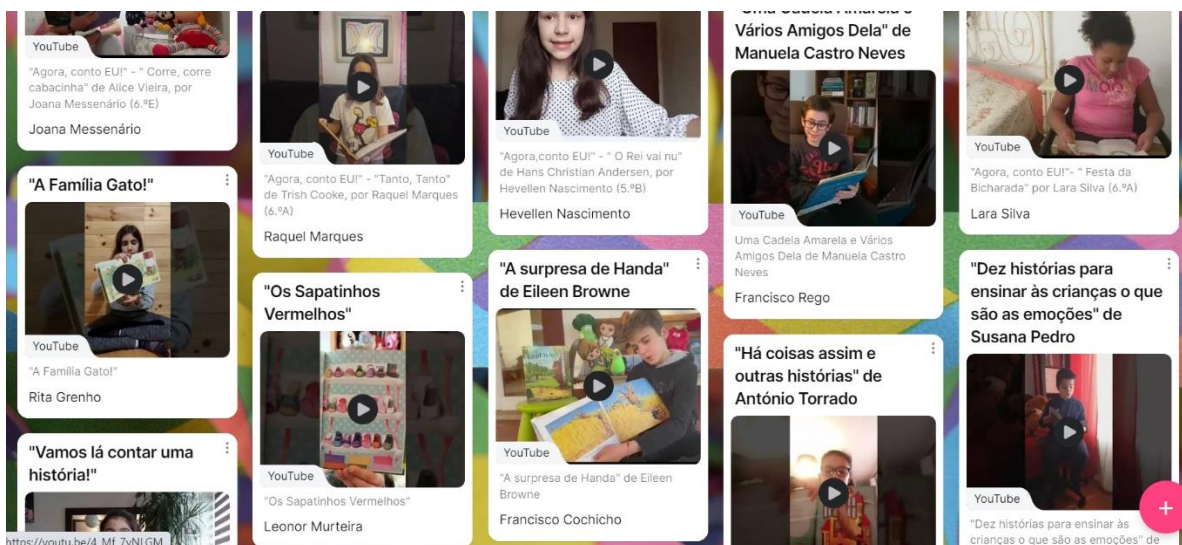 YouTube
"Agora, conto EU!" - " Corre, corre
cabacinha" de Alice Vieira, por
Joana Messenário (6.ºE)
Joana Messenário
"A Família Gato!"
YouTube
"A Família Gato!"
Rita Grenho
"Vamos lá contar uma
história!"
YouTube
"Agora, conto EU!" - "Tanto, Tanto"
de Trish Cooke, por Raquel Marques
(6.ºA)
Raquel Marques
"Os Sapatinhos
Vermelhos"
YouTube
"Os Sapatinhos Vermelhos"
Leonor Murteira
YouTube
"Agora,conto EU!" - " O Rei vai nu"
de Hans Christian Andersen, por
Hevellen Nascimento (5.ºB)
Hevellen Nascimento
"A surpresa de Handa"
de Eileen Browne
YouTube
"A surpresa de Handa" de Eileen
Browne
Francisco Cochicho
"Uma Cadela Amarela e
Vários Amigos Dela" de
Manuela Castro Neves
YouTube
Uma Cadela Amarela e Vários
Amigos Dela de Manuela Castro
Neves
Francisco Rego
"Há coisas assim e
outras histórias" de
António Torrado
YouTube
"Agora, conto EU!"- " Festa da
Bicharada" por Lara Silva (6.ªA)
Lara Silva
"Dez histórias para
ensinar às crianças o que
são as emoções" de
Susana Pedro
YouTube
"Dez histórias para ensinar às
crianças o que são as emoções" de